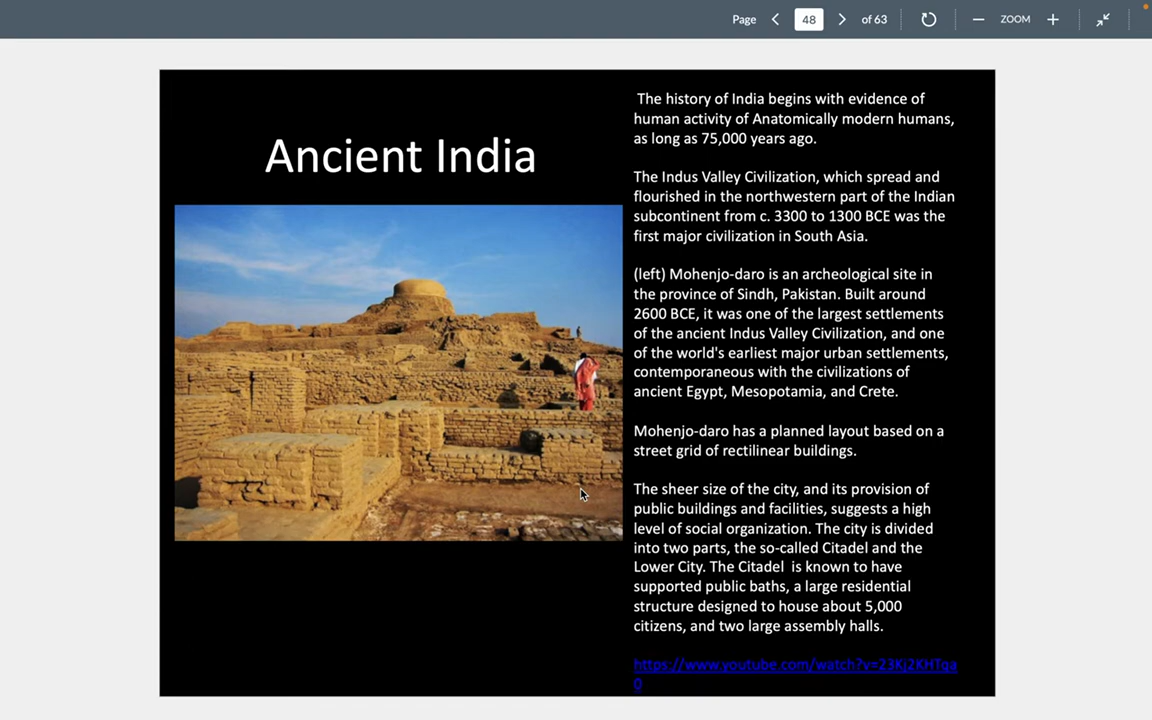 Page 48 of 63 ZOOM
Ancient India
The history of India begins with evidence of
human activity of Anatomically modern humans,
as long as 75,000 years ago.
The Indus Valley Civilization, which spread and
flourished in the northwestern part of the Indian
subcontinent from c. 3300 to 1300 BCE was the
first major civilization in South Asia.
(left) Mohenjo-daro is an archeological site in
the province of Sindh, Pakistan. Built around
2600 BCE, it was one of the largest settlements
of the ancient Indus Valley Civilization, and one
of the world's earliest major urban settlements,
contemporaneous with the civilizations of
ancient Egypt, Mesopotamia, and Crete.
Mohenjo-daro has a planned layout based on a
street grid of rectilinear buildings.
The sheer size of the city, and its provision of
public buildings and facilities, suggests a high
level of social organization. The city is divided
into two parts, the so-called Citadel and the
Lower City. The Citadel  is known to have
supported public baths, a large residential
structure designed to house about 5,000
citizens, and two large assembly halls.
https://www.youtube.com/watch?v=23Kj2KHTqa
0